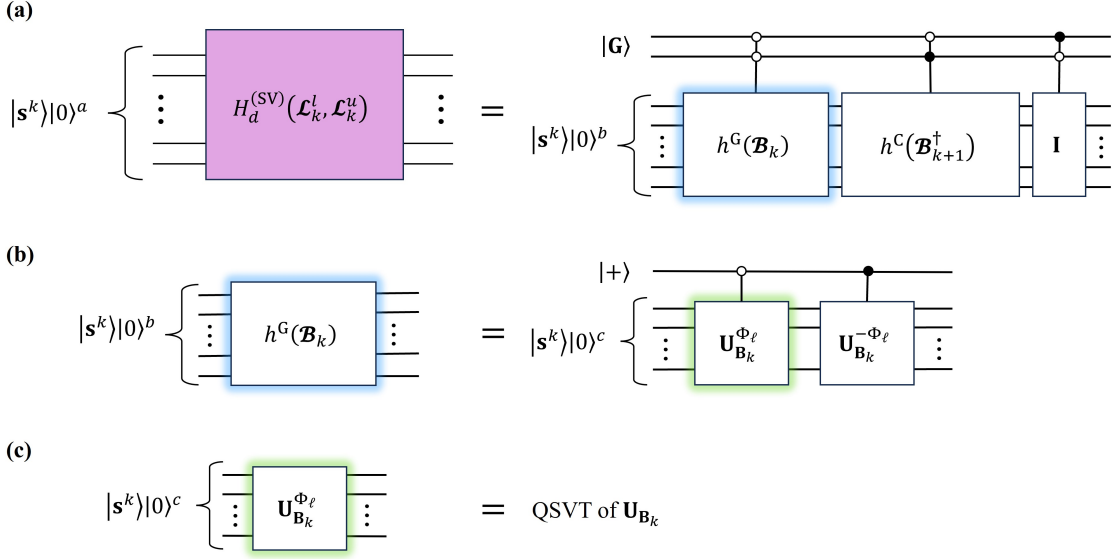 (a)
|𝐬^k⟩|0⟩^a
H_d^(SV)(𝓛_k^l, 𝓛_k^u)
=
|𝐆⟩
|𝐬^k⟩|0⟩^b
h^G(𝓑_k)
h^C(𝓑_{k+1}^†)
𝐈
(b)
|𝐬^k⟩|0⟩^b
h^G(𝓑_k)
=
|+⟩
|𝐬^k⟩|0⟩^c
𝐔_{𝐁_k}^{Φ_ℓ}
𝐔_{𝐁_k}^{−Φ_ℓ}
(c)
|𝐬^k⟩|0⟩^c
𝐔_{𝐁_k}^{Φ_ℓ}
= QSVT of 𝐔_{𝐁_k}